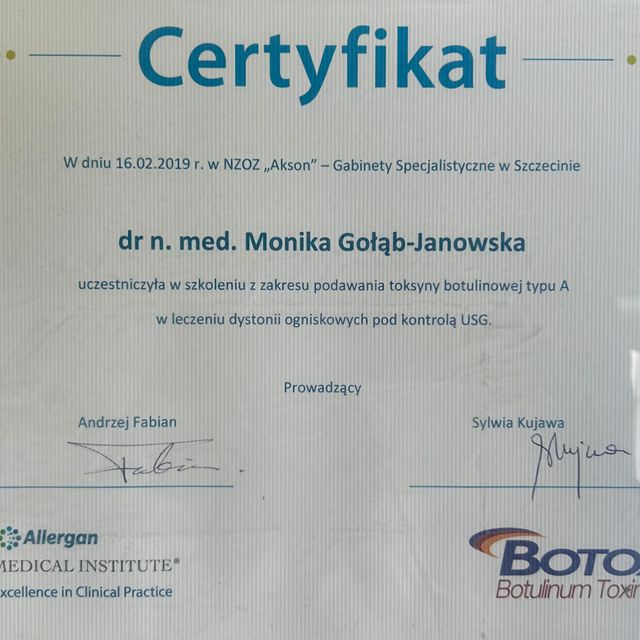 Certyfikat
W dniu 16.02.2019 r. w NZOZ „Akson” – Gabinety Specjalistyczne w Szczecinie
dr n. med. Monika Gołąb-Janowska
uczestniczyła w szkoleniu z zakresu podawania toksyny botulinowej typu A
w leczeniu dystonii ogniskowych pod kontrolą USG.
Prowadzący
Andrzej Fabian
Sylwia Kujawa
Allergan
MEDICAL INSTITUTE®
xcellence in Clinical Practice
BOTO
Botulinum Toxin